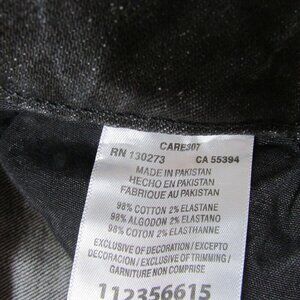 CARE307
RN 130273 CA 55394
MADE IN PAKISTAN
HECHO EN PAKISTAN
FABRIQUE AU PAKISTAN
98% COTTON 2% ELASTANE
98% ALGODON 2% ELASTANO
98% COTON 2% ELASTHANNE
EXCLUSIVE OF DECORATION / EXCEPTO
DECORACION / EXCLUSIVE OF TRIMMING /
GARNITURE NON COMPRISE
112356615